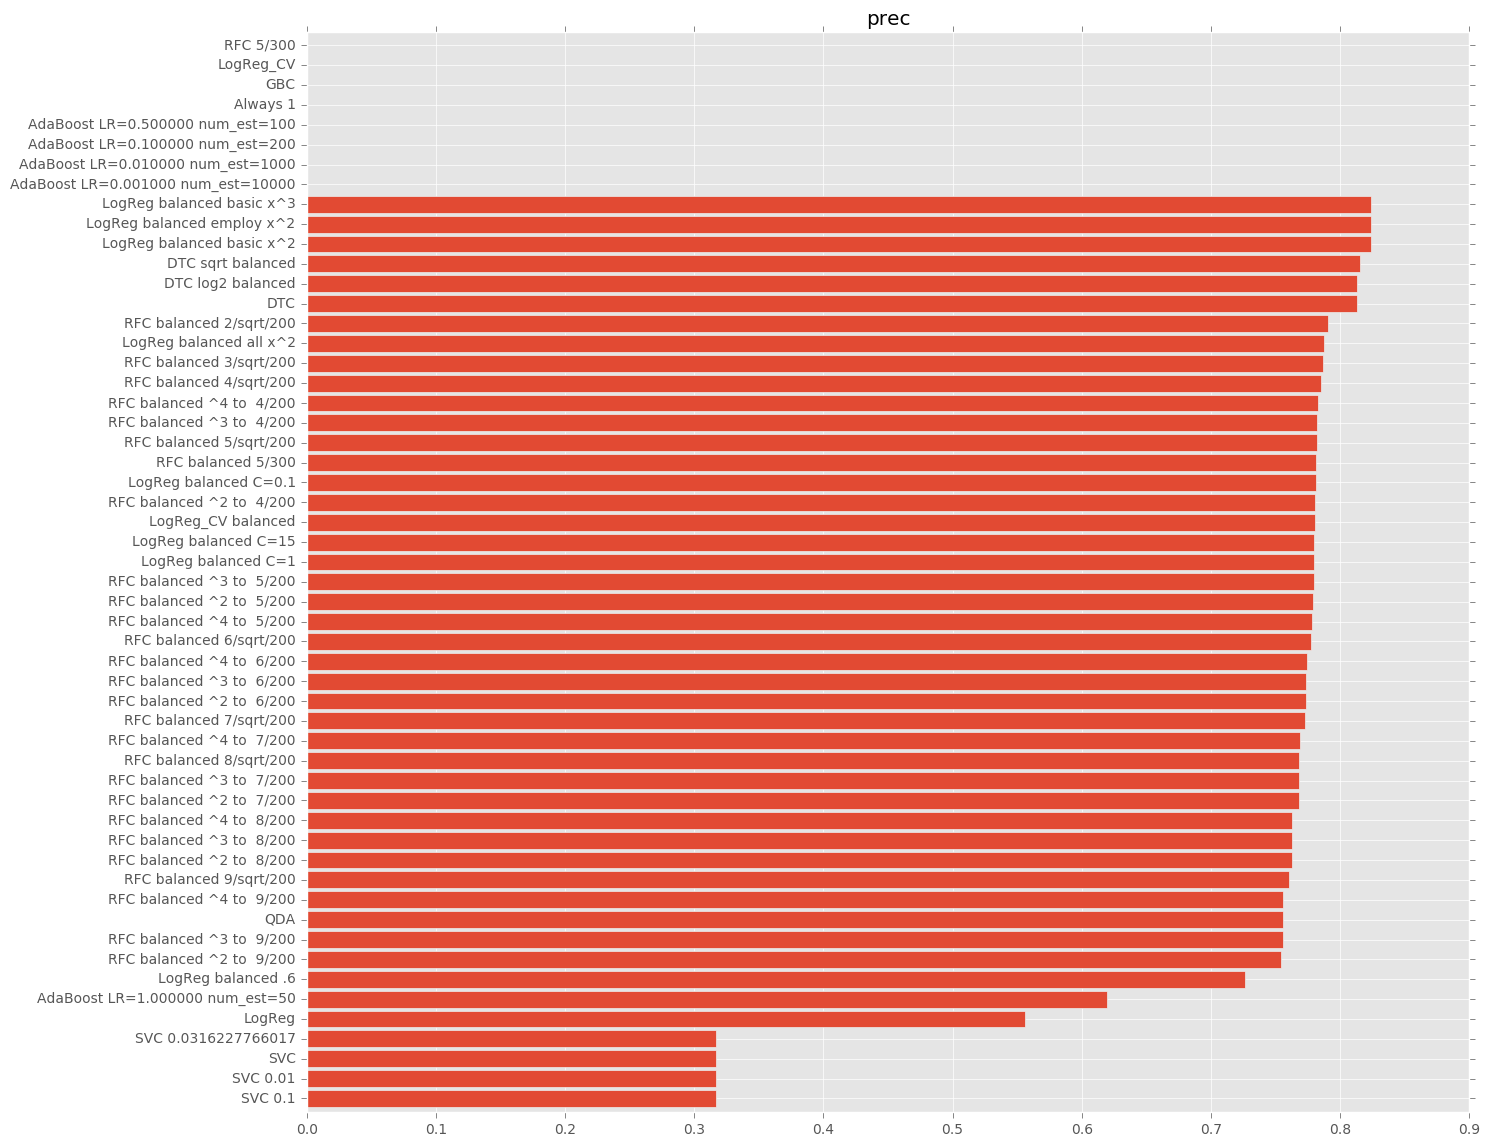 prec
RFC 5/300
LogReg_CV
GBC
Always 1
AdaBoost LR=0.500000 num_est=100
AdaBoost LR=0.100000 num_est=200
AdaBoost LR=0.010000 num_est=1000
AdaBoost LR=0.001000 num_est=10000
LogReg balanced basic x^3
LogReg balanced employ x^2
LogReg balanced basic x^2
DTC sqrt balanced
DTC log2 balanced
DTC
RFC balanced 2/sqrt/200
LogReg balanced all x^2
RFC balanced 3/sqrt/200
RFC balanced 4/sqrt/200
RFC balanced ^4 to  4/200
RFC balanced ^3 to  4/200
RFC balanced 5/sqrt/200
RFC balanced 5/300
LogReg balanced C=0.1
RFC balanced ^2 to  4/200
LogReg_CV balanced
LogReg balanced C=15
LogReg balanced C=1
RFC balanced ^3 to  5/200
RFC balanced ^2 to  5/200
RFC balanced ^4 to  5/200
RFC balanced 6/sqrt/200
RFC balanced ^4 to  6/200
RFC balanced ^3 to  6/200
RFC balanced ^2 to  6/200
RFC balanced 7/sqrt/200
RFC balanced ^4 to  7/200
RFC balanced 8/sqrt/200
RFC balanced ^3 to  7/200
RFC balanced ^2 to  7/200
RFC balanced ^4 to  8/200
RFC balanced ^3 to  8/200
RFC balanced ^2 to  8/200
RFC balanced 9/sqrt/200
RFC balanced ^4 to  9/200
QDA
RFC balanced ^3 to  9/200
RFC balanced ^2 to  9/200
LogReg balanced .6
AdaBoost LR=1.000000 num_est=50
LogReg
SVC 0.0316227766017
SVC
SVC 0.01
SVC 0.1
0.0 0.1 0.2 0.3 0.4 0.5 0.6 0.7 0.8 0.9